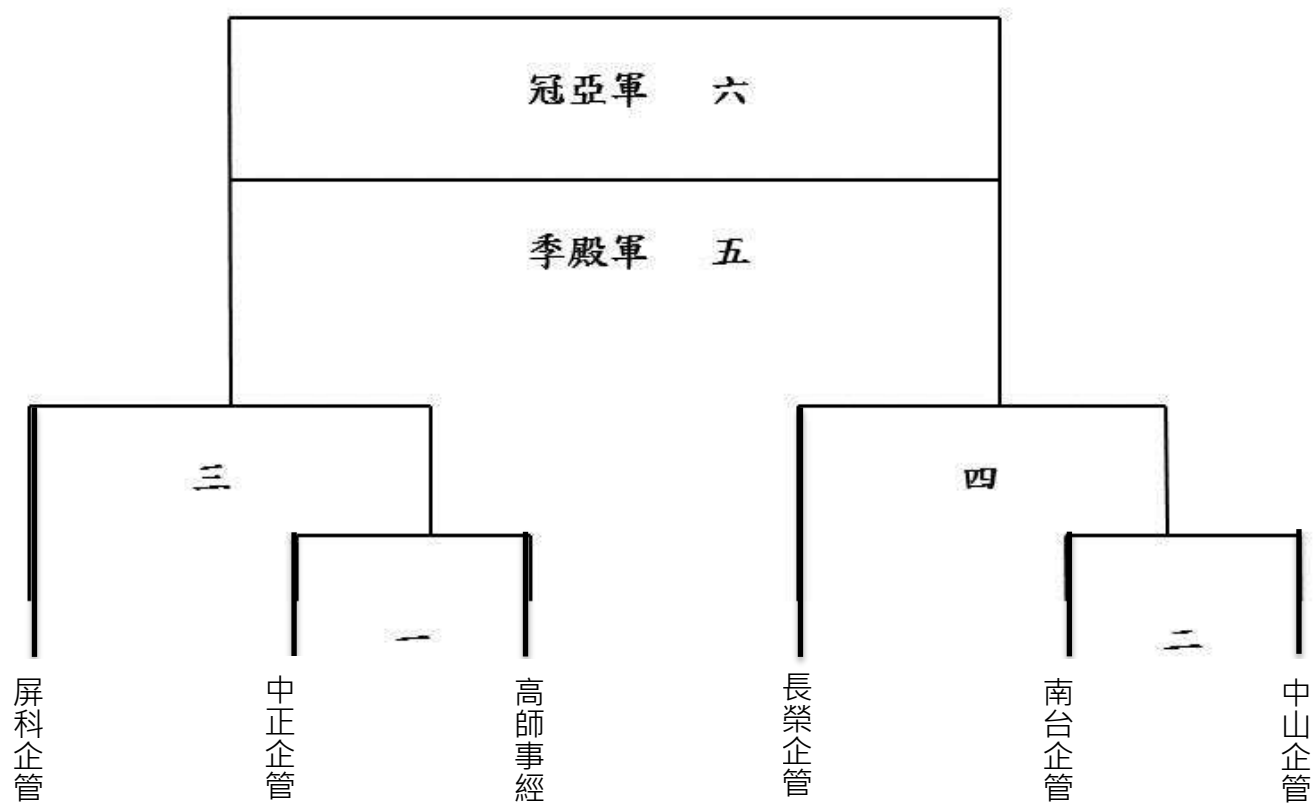 冠亞軍 六
季殿軍 五
三
四
一
二
屏科企管
中正企管
高師事經
長榮企管
南台企管
中山企管